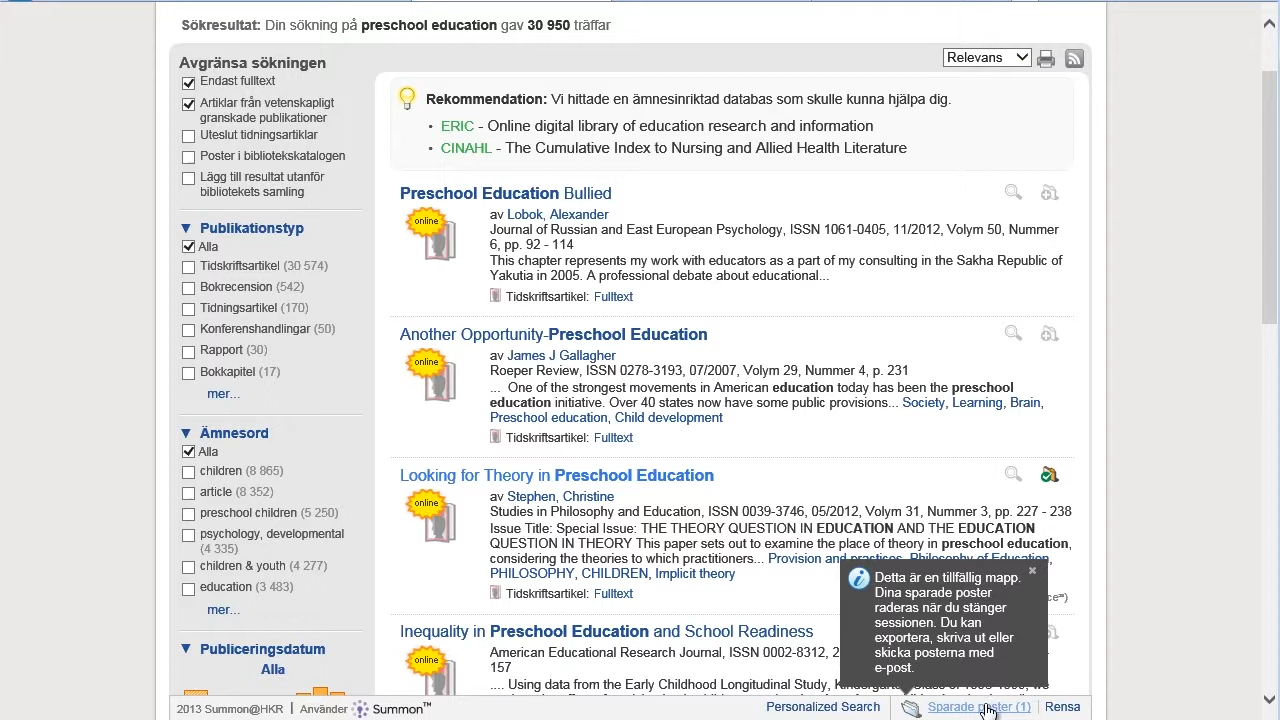 Sökresultat: Din sökning på preschool education gav 30 950 träffar
Avgränsa sökningen
Endast fulltext
Artiklar från vetenskapligt
granskade publikationer
Uteslut tidningsartiklar
Poster i bibliotekskatalogen
Lägg till resultat utanför
bibliotekets samling
Publikationstyp
Alla
Tidskriftsartikel (30 574)
Bokrecension (542)
Tidningsartikel (170)
Konferenshandlingar (50)
Rapport (30)
Bokkapitel (17)
mer...
Ämnesord
Alla
children (8 865)
article (8 352)
preschool children (5 250)
psychology, developmental
(4 335)
children & youth (4 277)
education (3 483)
mer...
Publiceringsdatum
Alla
Relevans
Rekommendation: Vi hittade en ämnesinriktad databas som skulle kunna hjälpa dig.
• ERIC - Online digital library of education research and information
• CINAHL - The Cumulative Index to Nursing and Allied Health Literature
Preschool Education Bullied
online
av Lobok, Alexander
Journal of Russian and East European Psychology, ISSN 1061-0405, 11/2012, Volym 50, Nummer
6, pp. 92 - 114
This chapter represents my work with educators as a part of my consulting in the Sakha Republic of
Yakutia in 2005. A professional debate about educational...
Tidskriftsartikel: Fulltext
Another Opportunity-Preschool Education
online
av James J Gallagher
Roeper Review, ISSN 0278-3193, 07/2007, Volym 29, Nummer 4, p. 231
... One of the strongest movements in American education today has been the preschool
education initiative. Over 40 states now have some public provisions... Society, Learning, Brain,
Preschool education, Child development
Tidskriftsartikel: Fulltext
Looking for Theory in Preschool Education
online
av Stephen, Christine
Studies in Philosophy and Education, ISSN 0039-3746, 05/2012, Volym 31, Nummer 3, pp. 227 - 238
Issue Title: Special Issue: THE THEORY QUESTION IN EDUCATION AND THE EDUCATION
QUESTION IN THEORY This paper sets out to examine the place of theory in preschool education,
considering the theories to which practitioners... Provision and practices, Philosophy of Education,
PHILOSOPHY, CHILDREN, Implicit theory
Tidskriftsartikel: Fulltext
Inequality in Preschool Education and School Readiness
online
American Educational Research Journal, ISSN 0002-8312, 2
157
.... Using data from the Early Childhood Longitudinal Study,
Detta är en tillfällig mapp.
Dina sparade poster
raderas när du stänger
sessionen. Du kan
exportera, skriva ut eller
skicka posterna med
e-post.
2013 Summon@HKR | Använder Summon™
Personalized Search
Sparade poster (1)
Rensa